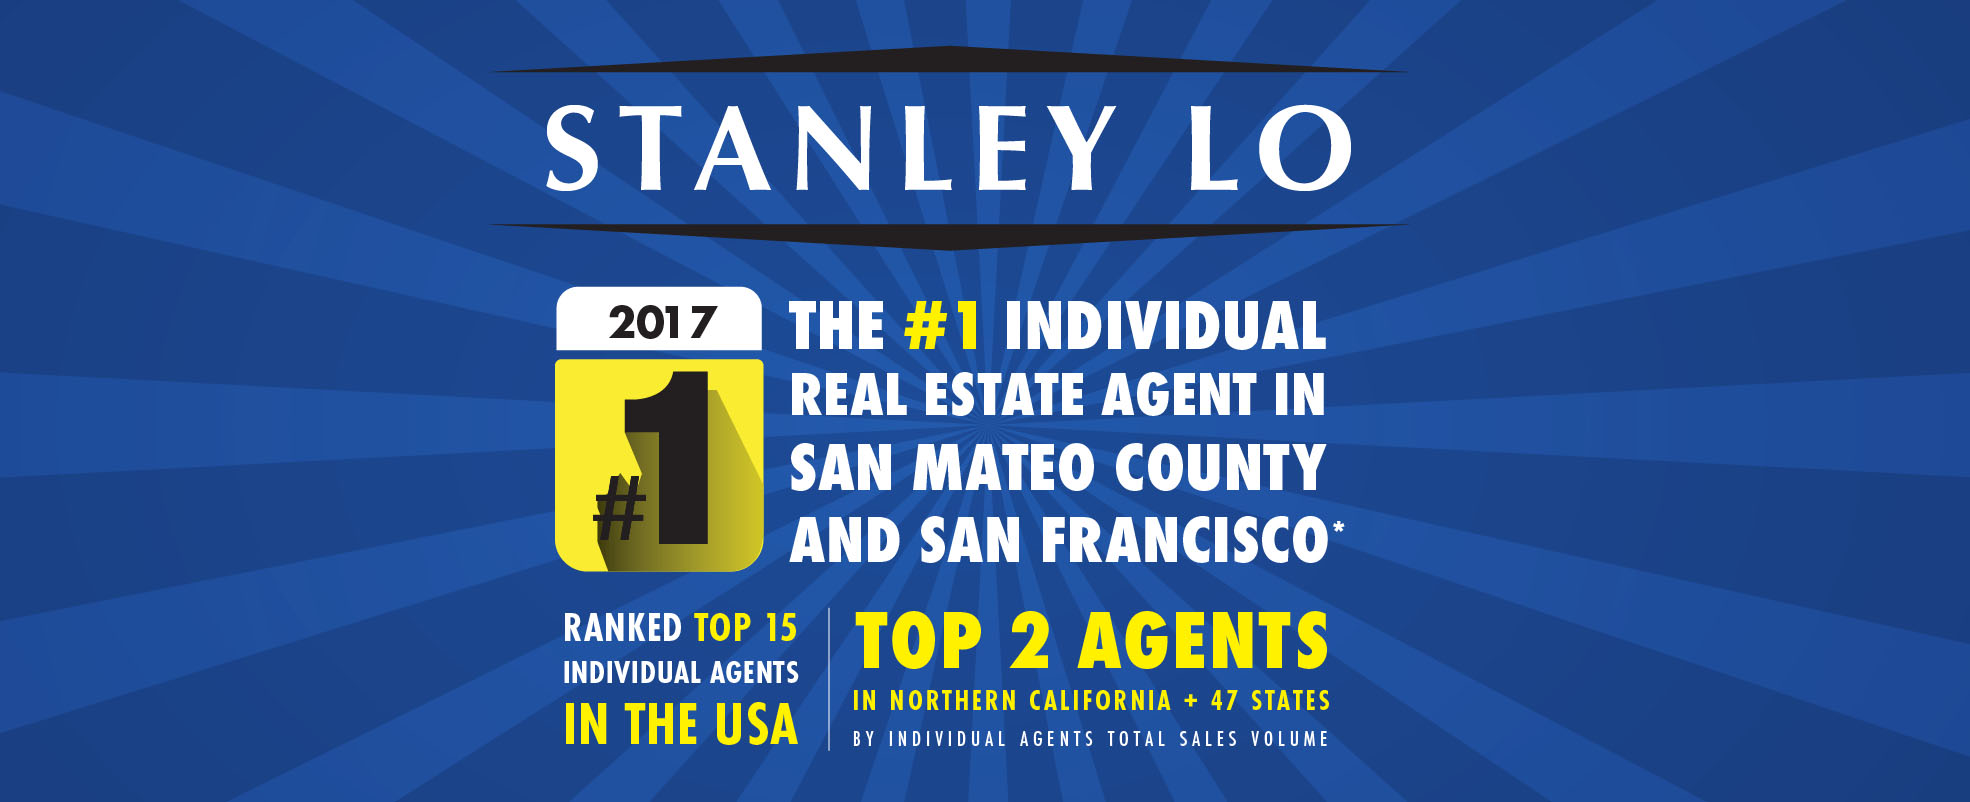 STANLEY LO
2017
#1
THE #1 INDIVIDUAL
REAL ESTATE AGENT IN
SAN MATEO COUNTY
AND SAN FRANCISCO*
RANKED TOP 15
INDIVIDUAL AGENTS
IN THE USA
TOP 2 AGENTS
IN NORTHERN CALIFORNIA + 47 STATES
BY INDIVIDUAL AGENTS TOTAL SALES VOLUME